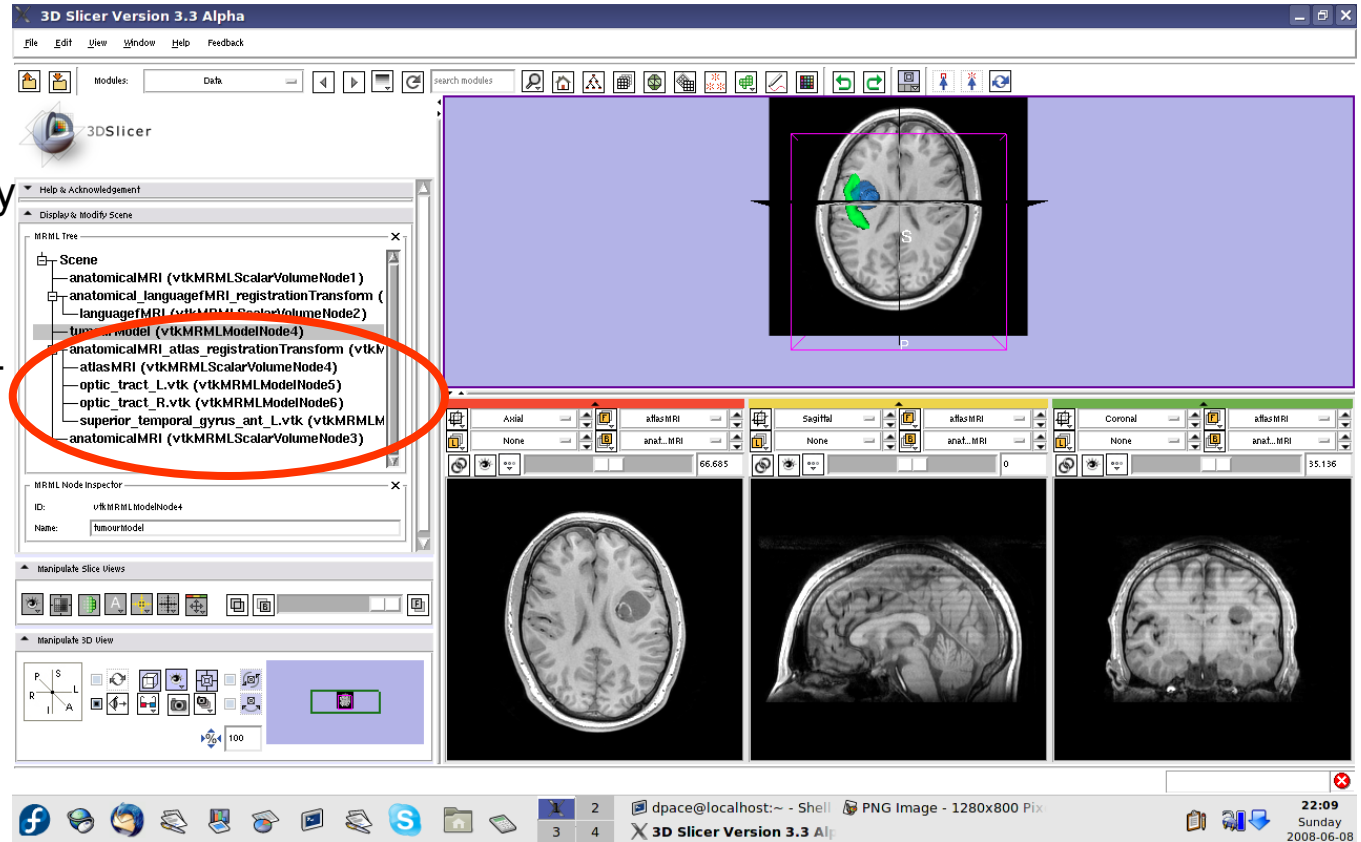 3D Slicer Version 3.3 Alpha
File Edit View Window Help Feedback
Modules: Data search modules
3DSlicer
y
Help & Acknowledgement
Display & Modify Scene
MRML Tree
Scene
anatomicalMRI (vtkMRMLScalarVolumeNode1)
anatomical_languagefMRI_registrationTransform (
languagefMRI (vtkMRMLScalarVolumeNode2)
tumourModel (vtkMRMLModelNode4)
anatomicalMRI_atlas_registrationTransform (vtkM
atlasMRI (vtkMRMLScalarVolumeNode4)
optic_tract_L.vtk (vtkMRMLModelNode5)
optic_tract_R.vtk (vtkMRMLModelNode6)
superior_temporal_gyrus_ant_L.vtk (vtkMRMLM
anatomicalMRI (vtkMRMLScalarVolumeNode3)
MRML Node Inspector
ID: vtkMRMLModelNode4
Name: tumourModel
Manipulate Slice Views
Manipulate 3D View
P S
R L
I A
% 100
S
P
Axial F atlasMRI
L None B anat...MRI
66.685
Sagittal F atlasMRI
L None B anat...MRI
0
Coronal F atlasMRI
L None B anat...MRI
35.136
1 2 dpace@localhost:~ - Shell PNG Image - 1280x800 Pix
3 4 3D Slicer Version 3.3 Alp
22:09
Sunday
2008-06-08